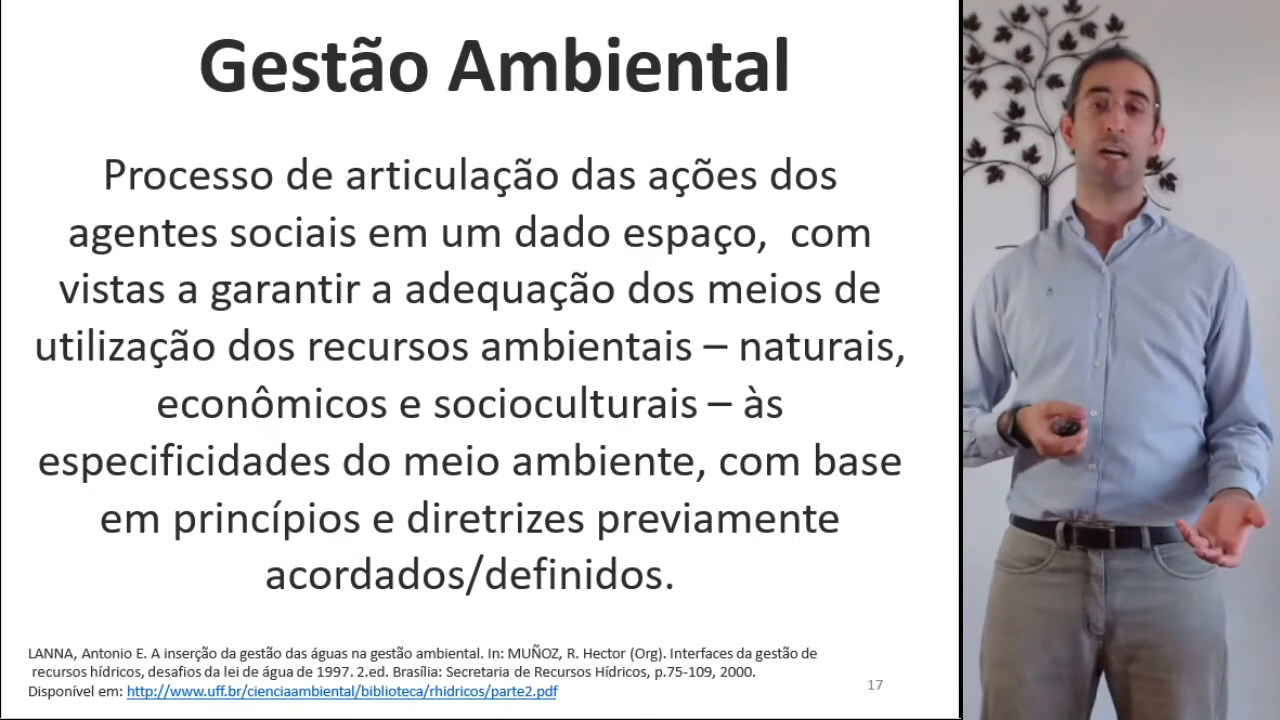 Gestão Ambiental
Processo de articulação das ações dos
agentes sociais em um dado espaço,  com
vistas a garantir a adequação dos meios de
utilização dos recursos ambientais – naturais,
econômicos e socioculturais – às
especificidades do meio ambiente, com base
em princípios e diretrizes previamente
acordados/definidos.
LANNA, Antonio E. A inserção da gestão das águas na gestão ambiental. In: MUÑOZ, R. Hector (Org). Interfaces da gestão de
recursos hídricos, desafios da lei de água de 1997. 2.ed. Brasília: Secretaria de Recursos Hídricos, p.75-109, 2000.
Disponível em: http://www.uff.br/cienciaambiental/biblioteca/rhidricos/parte2.pdf
17